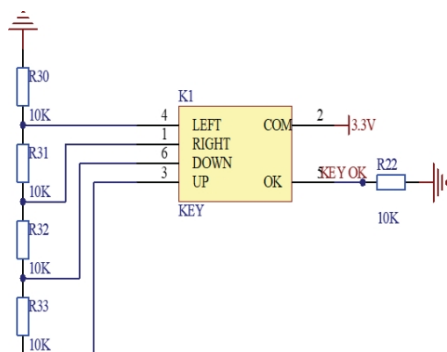 R30
10K
R31
10K
R32
10K
R33
10K
K1
4 LEFT COM 2 3.3V
1 RIGHT
6 DOWN
3 UP OK 5 KEY OK
KEY
R22
10K